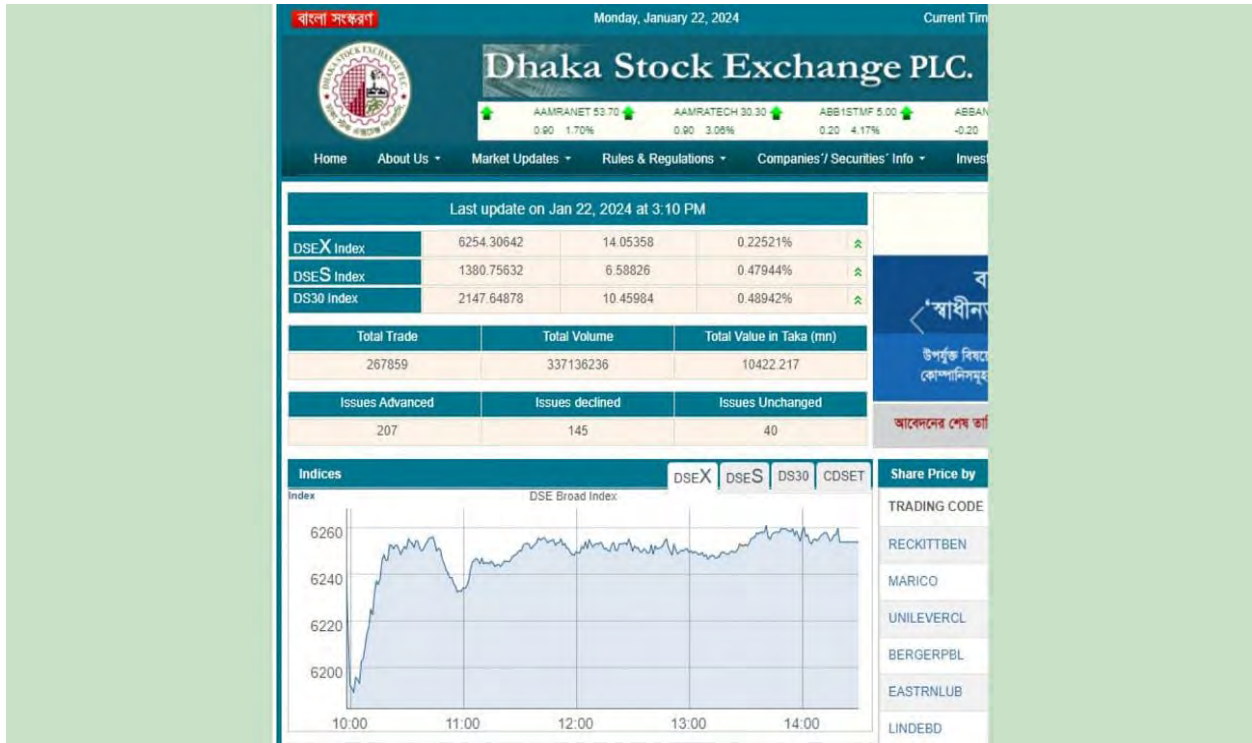 বাংলা সংস্করণ Monday, January 22, 2024 Current Tim
Dhaka Stock Exchange PLC.
AAMRANET 53.70 AAMRATECH 30.30 ABB1STMF 5.00 ABBAN
0.90 1.70% 0.90 3.06% 0.20 4.17% -0.20
Home About Us Market Updates Rules & Regulations Companies'/ Securities' Info Invest
Last update on Jan 22, 2024 at 3:10 PM
DSEX Index 6254.30642 14.05358 0.22521%
DSES Index 1380.75632 6.58826 0.47944%
DS30 Index 2147.64878 10.45984 0.48942%
Total Trade Total Volume Total Value in Taka (mn)
267859 337136236 10422.217
Issues Advanced Issues declined Issues Unchanged
207 145 40
উপর্যুক্ত বিষয়ে
কোম্পানিসমূহ
আবেদনের শেষ তারি
Indices DSEX DSES DS30 CDSET
Index DSE Broad Index
6260
6240
6220
6200
10:00 11:00 12:00 13:00 14:00
Share Price by
TRADING CODE
RECKITTBEN
MARICO
UNILEVERCL
BERGERPBL
EASTRNLUB
LINDEBD